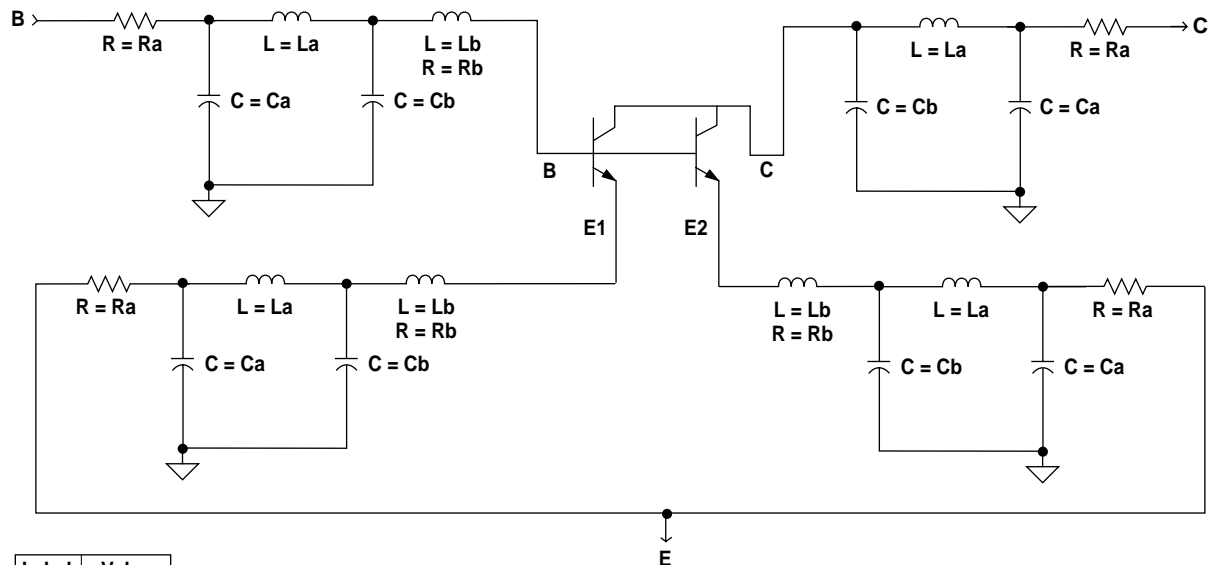 B
C
R = Ra
L = La
L = Lb
R = Rb
L = La
R = Ra
C = Ca
C = Cb
C = Cb
C = Ca
B
C
E1
E2
R = Ra
L = La
L = Lb
R = Rb
L = Lb
R = Rb
L = La
R = Ra
C = Ca
C = Cb
C = Cb
C = Ca
E